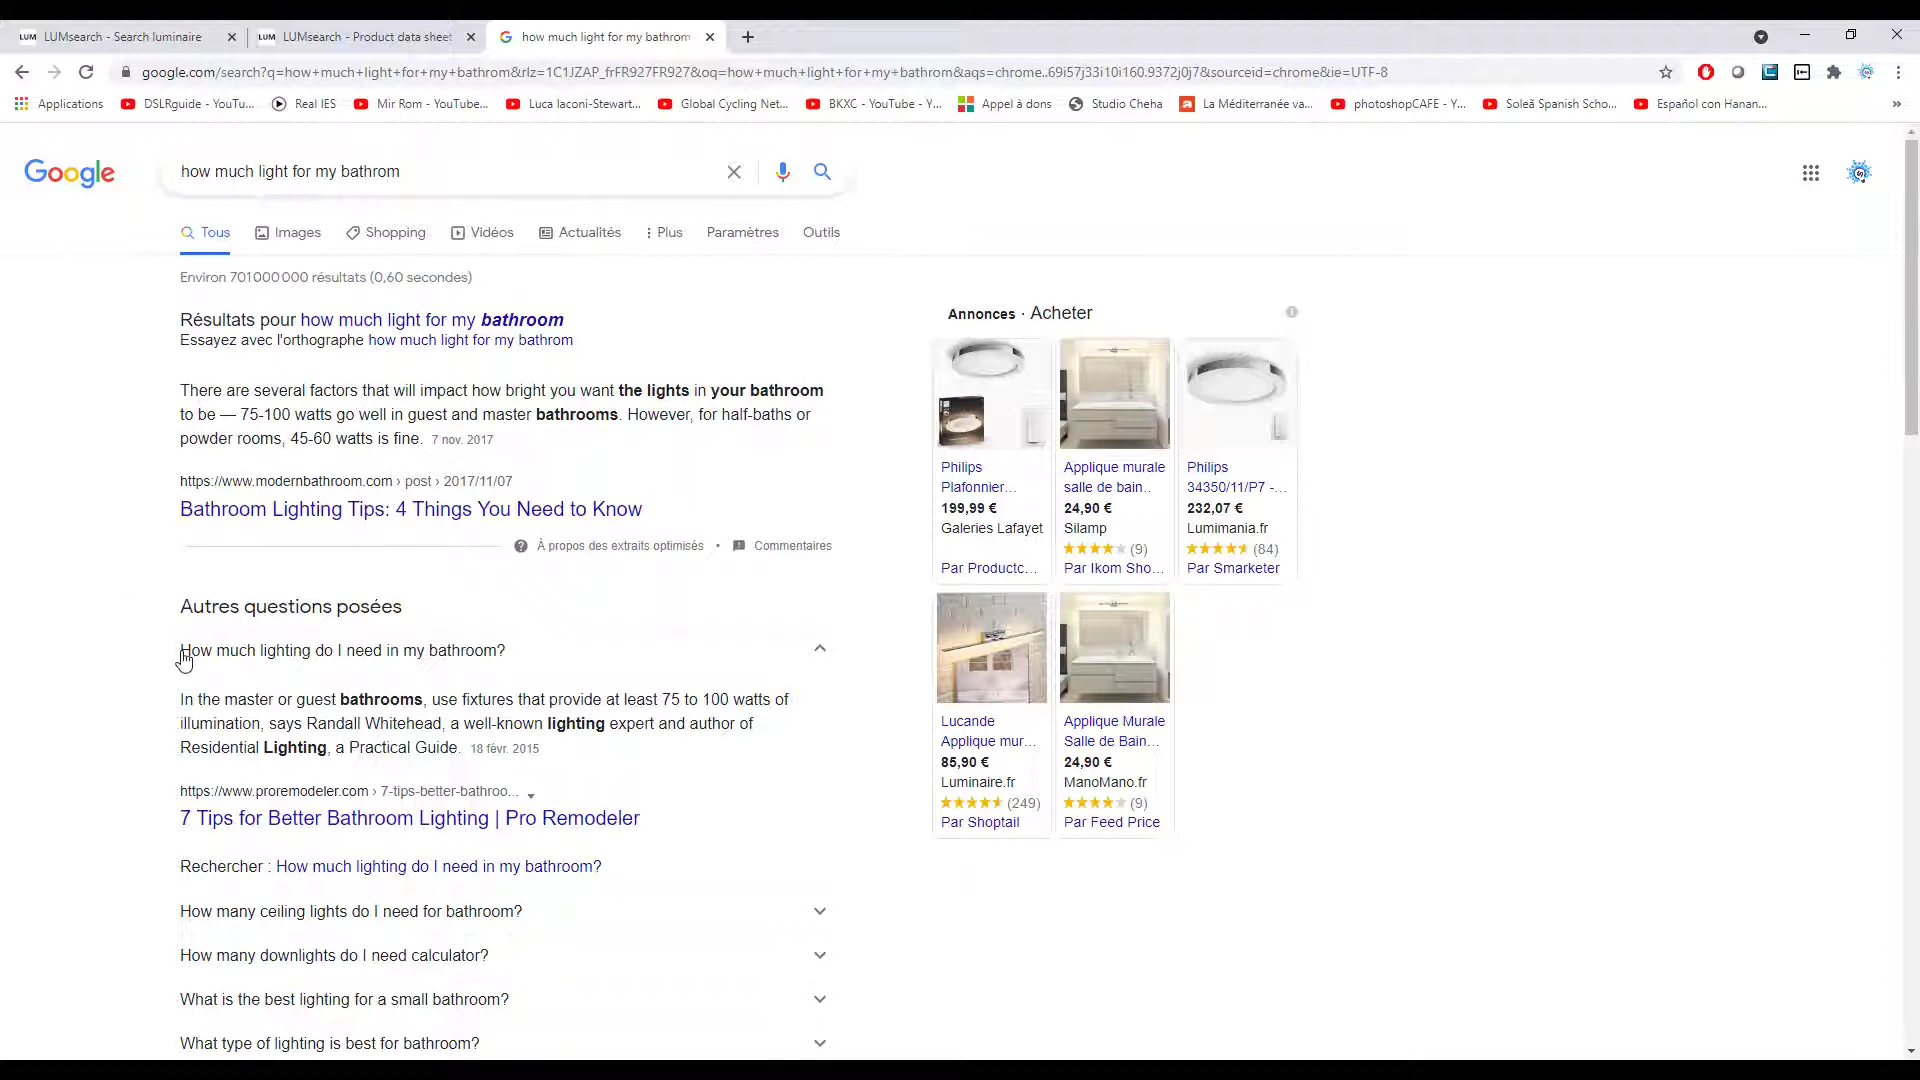 LUM LUMsearch - Search luminaire
LUM LUMsearch - Product data sheet
how much light for my bathrom
google.com/search?q=how+much+light+for+my+bathrom&rlz=1C1JZAP_frFR927FR927&oq=how+much+light+for+my+bathrom&aqs=chrome..69i57j33i10i160.9372j0j7&sourceid=chrome&ie=UTF-8
Applications
DSLRguide - YouTu...
Real IES
Mir Rom - YouTube...
Luca Iaconi-Stewart...
Global Cycling Net...
BKXC - YouTube - Y...
Appel à dons
Studio Cheha
La Méditerranée va...
photoshopCAFE - Y...
Soleä Spanish Scho...
Español con Hanan...
Google
how much light for my bathrom
Tous
Images
Shopping
Vidéos
Actualités
Plus
Paramètres
Outils
Environ 701 000 000 résultats (0,60 secondes)
Résultats pour how much light for my bathroom
Essayez avec l'orthographe how much light for my bathrom
There are several factors that will impact how bright you want the lights in your bathroom
to be — 75-100 watts go well in guest and master bathrooms. However, for half-baths or
powder rooms, 45-60 watts is fine. 7 nov. 2017
https://www.modernbathroom.com › post › 2017/11/07
Bathroom Lighting Tips: 4 Things You Need to Know
À propos des extraits optimisés • Commentaires
Autres questions posées
How much lighting do I need in my bathroom?
In the master or guest bathrooms, use fixtures that provide at least 75 to 100 watts of
illumination, says Randall Whitehead, a well-known lighting expert and author of
Residential Lighting, a Practical Guide. 18 févr. 2015
https://www.proremodeler.com › 7-tips-better-bathroo...
7 Tips for Better Bathroom Lighting | Pro Remodeler
Rechercher : How much lighting do I need in my bathroom?
How many ceiling lights do I need for bathroom?
How many downlights do I need calculator?
What is the best lighting for a small bathroom?
What type of lighting is best for bathroom?
Annonces · Acheter
Philips
Plafonnier...
199,99 €
Galeries Lafayet
Par Productc...
Applique murale
salle de bain..
24,90 €
Silamp
(9)
Par Ikom Sho...
Philips
34350/11/P7 -...
232,07 €
Lumimania.fr
(84)
Par Smarketer
Lucande
Applique mur...
85,90 €
Luminaire.fr
(249)
Par Shoptail
Applique Murale
Salle de Bain...
24,90 €
ManoMano.fr
(9)
Par Feed Price